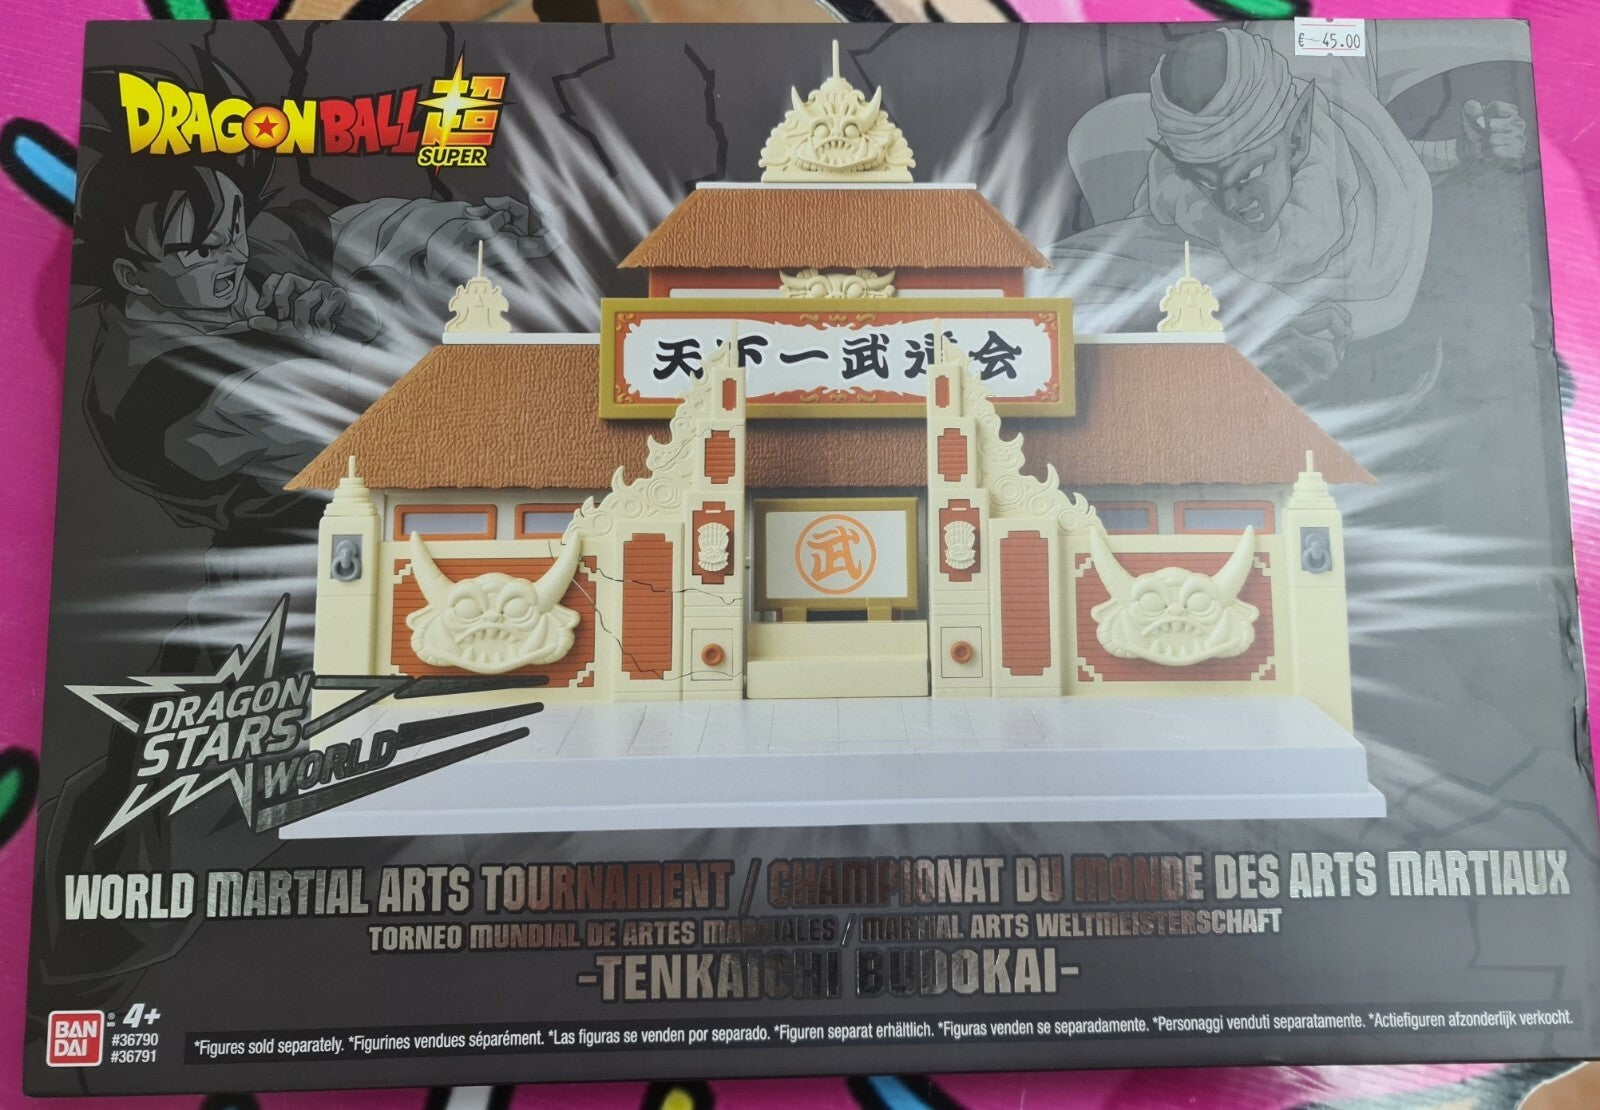 € 45.00
DRAGON BALL 超
SUPER
天下一武道会
武
DRAGON
STARS
WORLD
WORLD MARTIAL ARTS TOURNAMENT / CHAMPIONAT DU MONDE DES ARTS MARTIAUX
TORNEO MUNDIAL DE ARTES MARCIALES / MARTIAL ARTS WELTMEISTERSCHAFT
-TENKAICHI BUDOKAI-
BAN
DAI
®
4+
#36790
#36791
*Figures sold separately. *Figurines vendues séparément. *Las figuras se venden por separado. *Figuren separat erhältlich. *Figuras venden se separadamente. *Personaggi venduti separatamente. *Actiefiguren afzonderlijk verkocht.